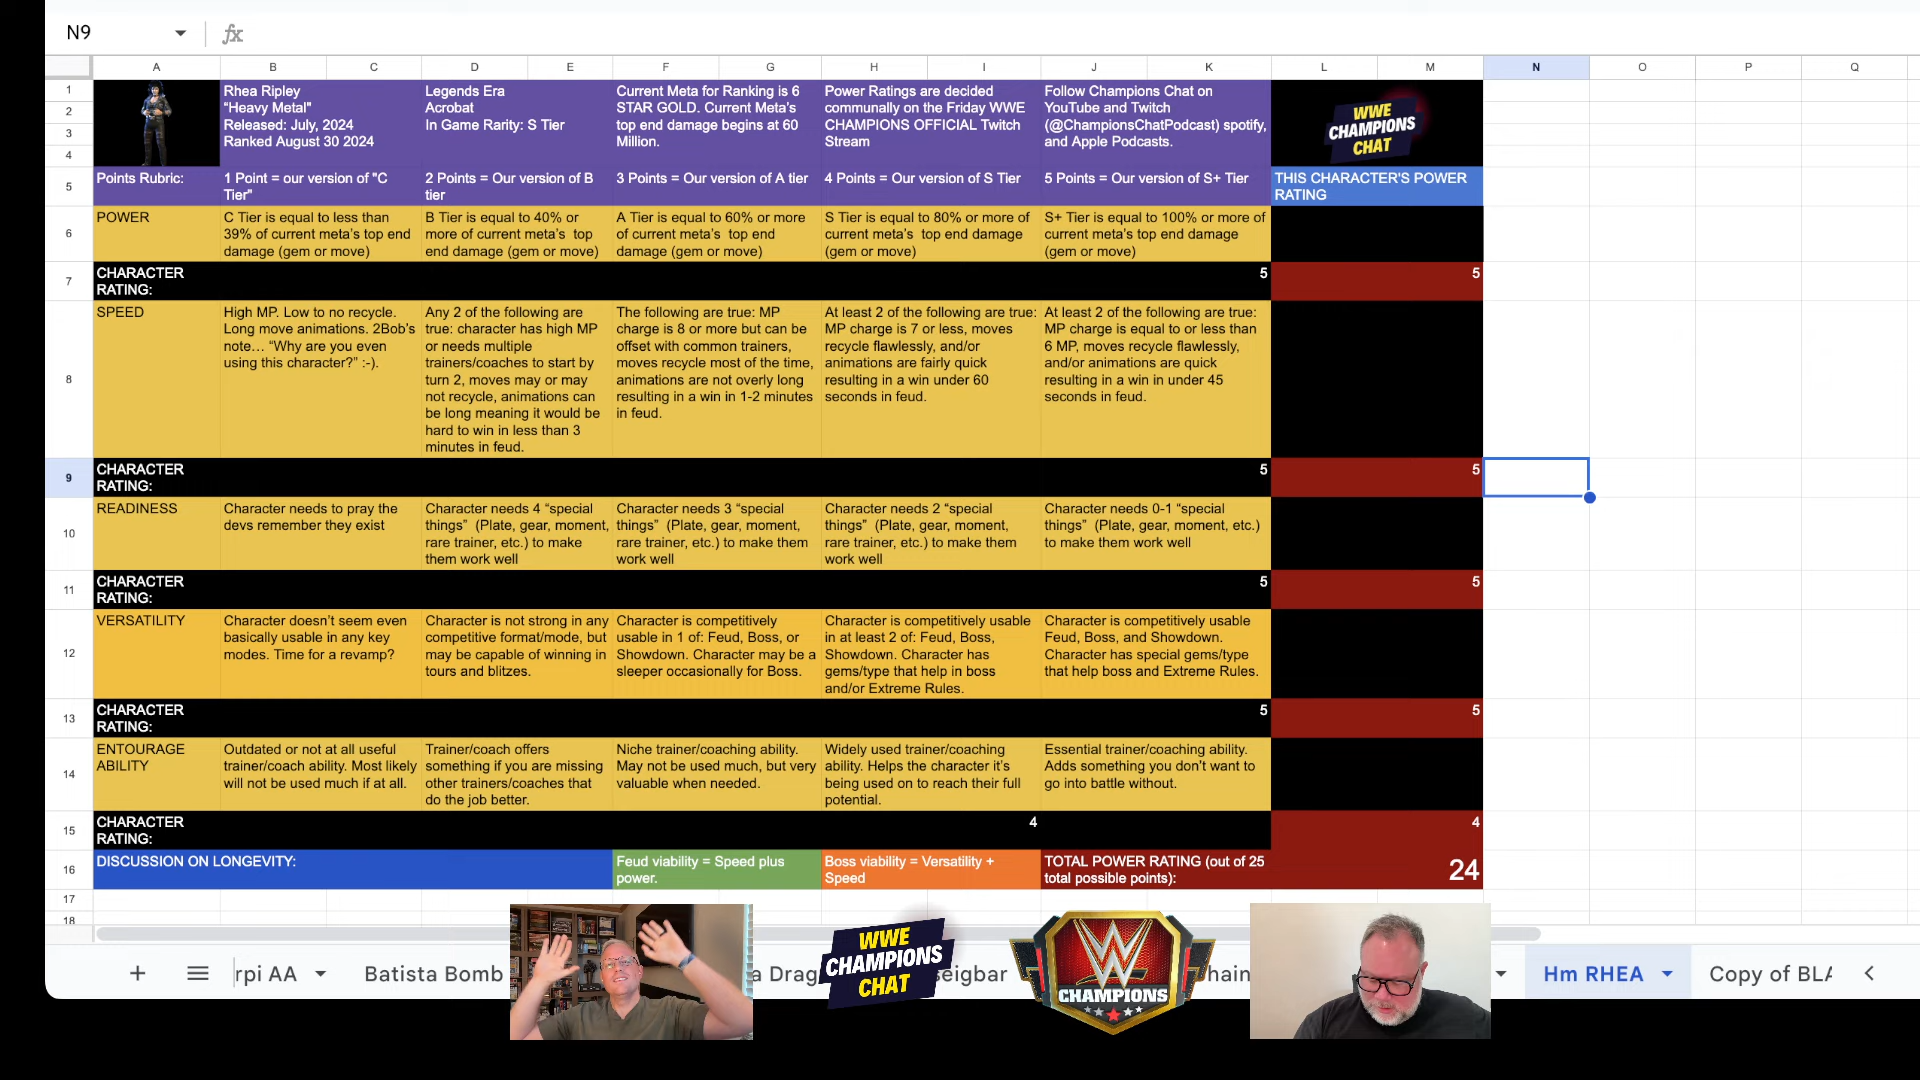 N9
fx
A B C D E F G H I J K L M N O P Q
1
2
3
4
Rhea Ripley
"Heavy Metal"
Released: July, 2024
Ranked August 30 2024
Legends Era
Acrobat
In Game Rarity: S Tier
Current Meta for Ranking is 6
STAR GOLD. Current Meta's
top end damage begins at 60
Million.
Power Ratings are decided
communally on the Friday WWE
CHAMPIONS OFFICIAL Twitch
Stream
Follow Champions Chat on
YouTube and Twitch
(@ChampionsChatPodcast) spotify,
and Apple Podcasts.
WWE
CHAMPIONS
CHAT
5
Points Rubric:
1 Point = our version of "C
Tier"
2 Points = Our version of B
tier
3 Points = Our version of A tier
4 Points = Our version of S Tier
5 Points = Our version of S+ Tier
THIS CHARACTER'S POWER
RATING
6
POWER
C Tier is equal to less than
39% of current meta's top end
damage (gem or move)
B Tier is equal to 40% or
more of current meta's top
end damage (gem or move)
A Tier is equal to 60% or more
of current meta's top end
damage (gem or move)
S Tier is equal to 80% or more of
current meta's top end damage
(gem or move)
S+ Tier is equal to 100% or more of
current meta's top end damage
(gem or move)
7
CHARACTER
RATING:
5
5
8
SPEED
High MP. Low to no recycle.
Long move animations. 2Bob's
note… "Why are you even
using this character?" :-).
Any 2 of the following are
true: character has high MP
or needs multiple
trainers/coaches to start by
turn 2, moves may or may
not recycle, animations can
be long meaning it would be
hard to win in less than 3
minutes in feud.
The following are true: MP
charge is 8 or more but can be
offset with common trainers,
moves recycle most of the time,
animations are not overly long
resulting in a win in 1-2 minutes
in feud.
At least 2 of the following are true:
MP charge is 7 or less, moves
recycle flawlessly, and/or
animations are fairly quick
resulting in a win under 60
seconds in feud.
At least 2 of the following are true:
MP charge is equal to or less than
6 MP, moves recycle flawlessly,
and/or animations are quick
resulting in a win in under 45
seconds in feud.
9
CHARACTER
RATING:
5
5
10
READINESS
Character needs to pray the
devs remember they exist
Character needs 4 "special
things" (Plate, gear, moment,
rare trainer, etc.) to make
them work well
Character needs 3 "special
things" (Plate, gear, moment,
rare trainer, etc.) to make them
work well
Character needs 2 "special
things" (Plate, gear, moment,
rare trainer, etc.) to make them
work well
Character needs 0-1 "special
things" (Plate, gear, moment, etc.)
to make them work well
11
CHARACTER
RATING:
5
5
12
VERSATILITY
Character doesn't seem even
basically usable in any key
modes. Time for a revamp?
Character is not strong in any
competitive format/mode, but
may be capable of winning in
tours and blitzes.
Character is competitively
usable in 1 of: Feud, Boss, or
Showdown. Character may be a
sleeper occasionally for Boss.
Character is competitively usable
in at least 2 of: Feud, Boss,
Showdown. Character has
gems/type that help in boss
and/or Extreme Rules.
Character is competitively usable
Feud, Boss, and Showdown.
Character has special gems/type
that help boss and Extreme Rules.
13
CHARACTER
RATING:
5
5
14
ENTOURAGE
ABILITY
Outdated or not at all useful
trainer/coach ability. Most likely
will not be used much if at all.
Trainer/coach offers
something if you are missing
other trainers/coaches that
do the job better.
Niche trainer/coaching ability.
May not be used much, but very
valuable when needed.
Widely used trainer/coaching
ability. Helps the character it's
being used on to reach their full
potential.
Essential trainer/coaching ability.
Adds something you don't want to
go into battle without.
15
CHARACTER
RATING:
4
4
16
DISCUSSION ON LONGEVITY:
Feud viability = Speed plus
power.
Boss viability = Versatility +
Speed
TOTAL POWER RATING (out of 25
total possible points):
24
17
18
rpi AA
Batista Bomb
a Drag
WWE
CHAMPIONS
CHAT
seigbar
W
CHAMPIONS
hain
Hm RHEA
Copy of BLA